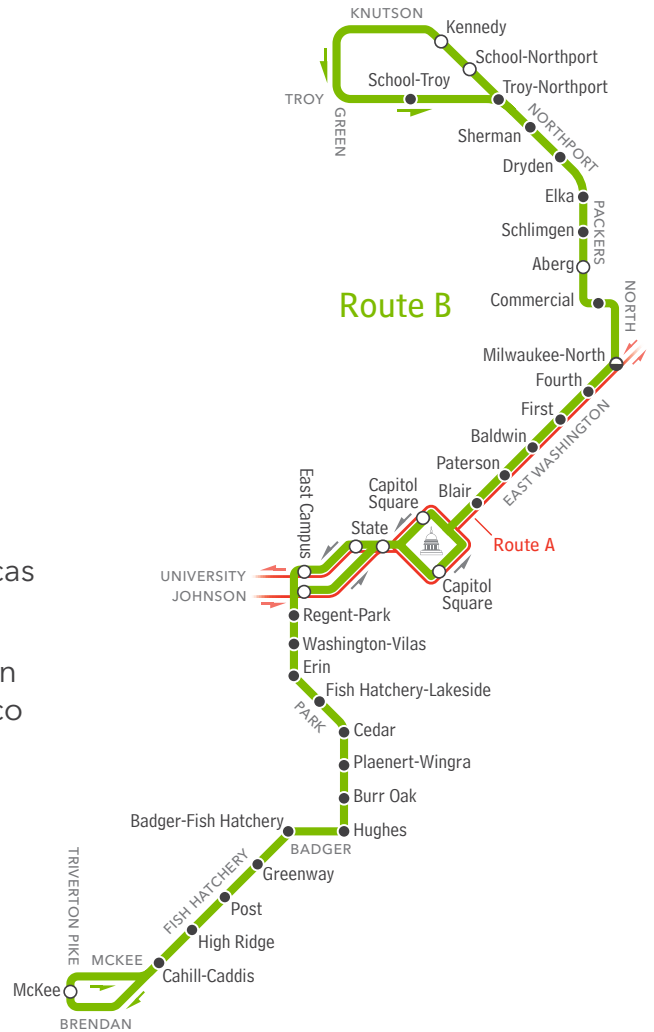 KNUTSON
Kennedy
School-Northport
School-Troy
Troy-Northport
TROY
GREEN
NORTHPORT
Sherman
Dryden
Elka
PACKERS
Schlimgen
Aberg
Route B
Commercial
NORTH
Milwaukee-North
Fourth
First
EAST WASHINGTON
Baldwin
Paterson
Blair
Capitol
Square
East Campus
State
Route A
Capitol
Square
cas
UNIVERSITY
JOHNSON
Regent-Park
Washington-Vilas
n
Erin
Fish Hatchery-Lakeside
co
PARK
Cedar
Plaenert-Wingra
Burr Oak
Badger-Fish Hatchery
Hughes
BADGER
FISH HATCHERY
Greenway
TRIVERTON PIKE
Post
High Ridge
MCKEE
Cahill-Caddis
McKee
BRENDAN